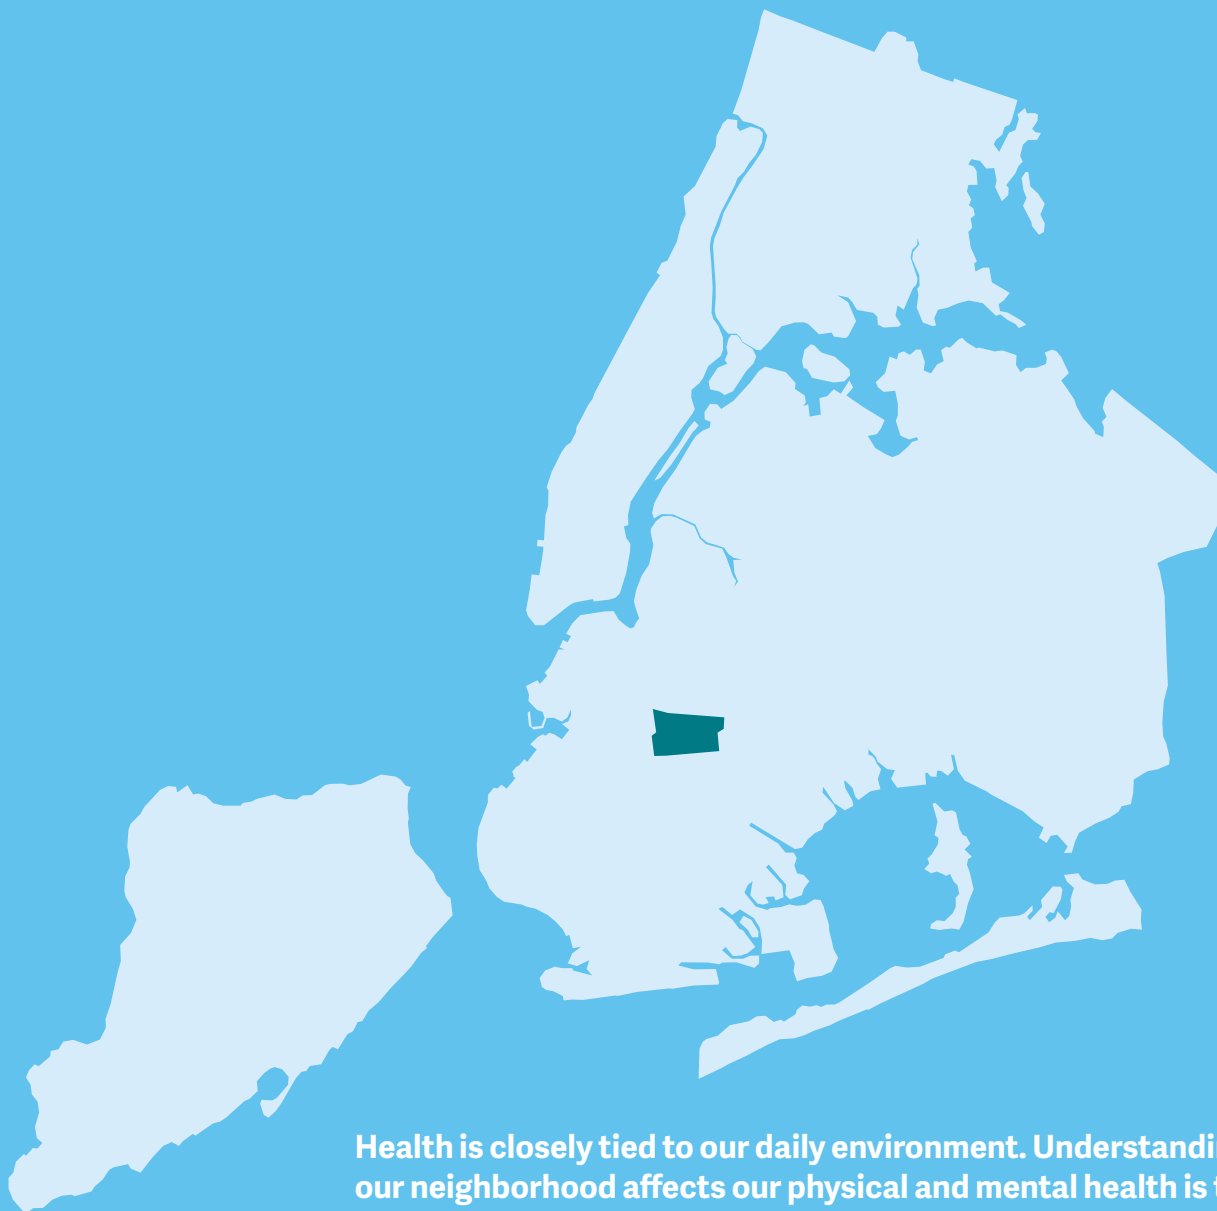 Health is closely tied to our daily environment. Understandi
our neighborhood affects our physical and mental health is t